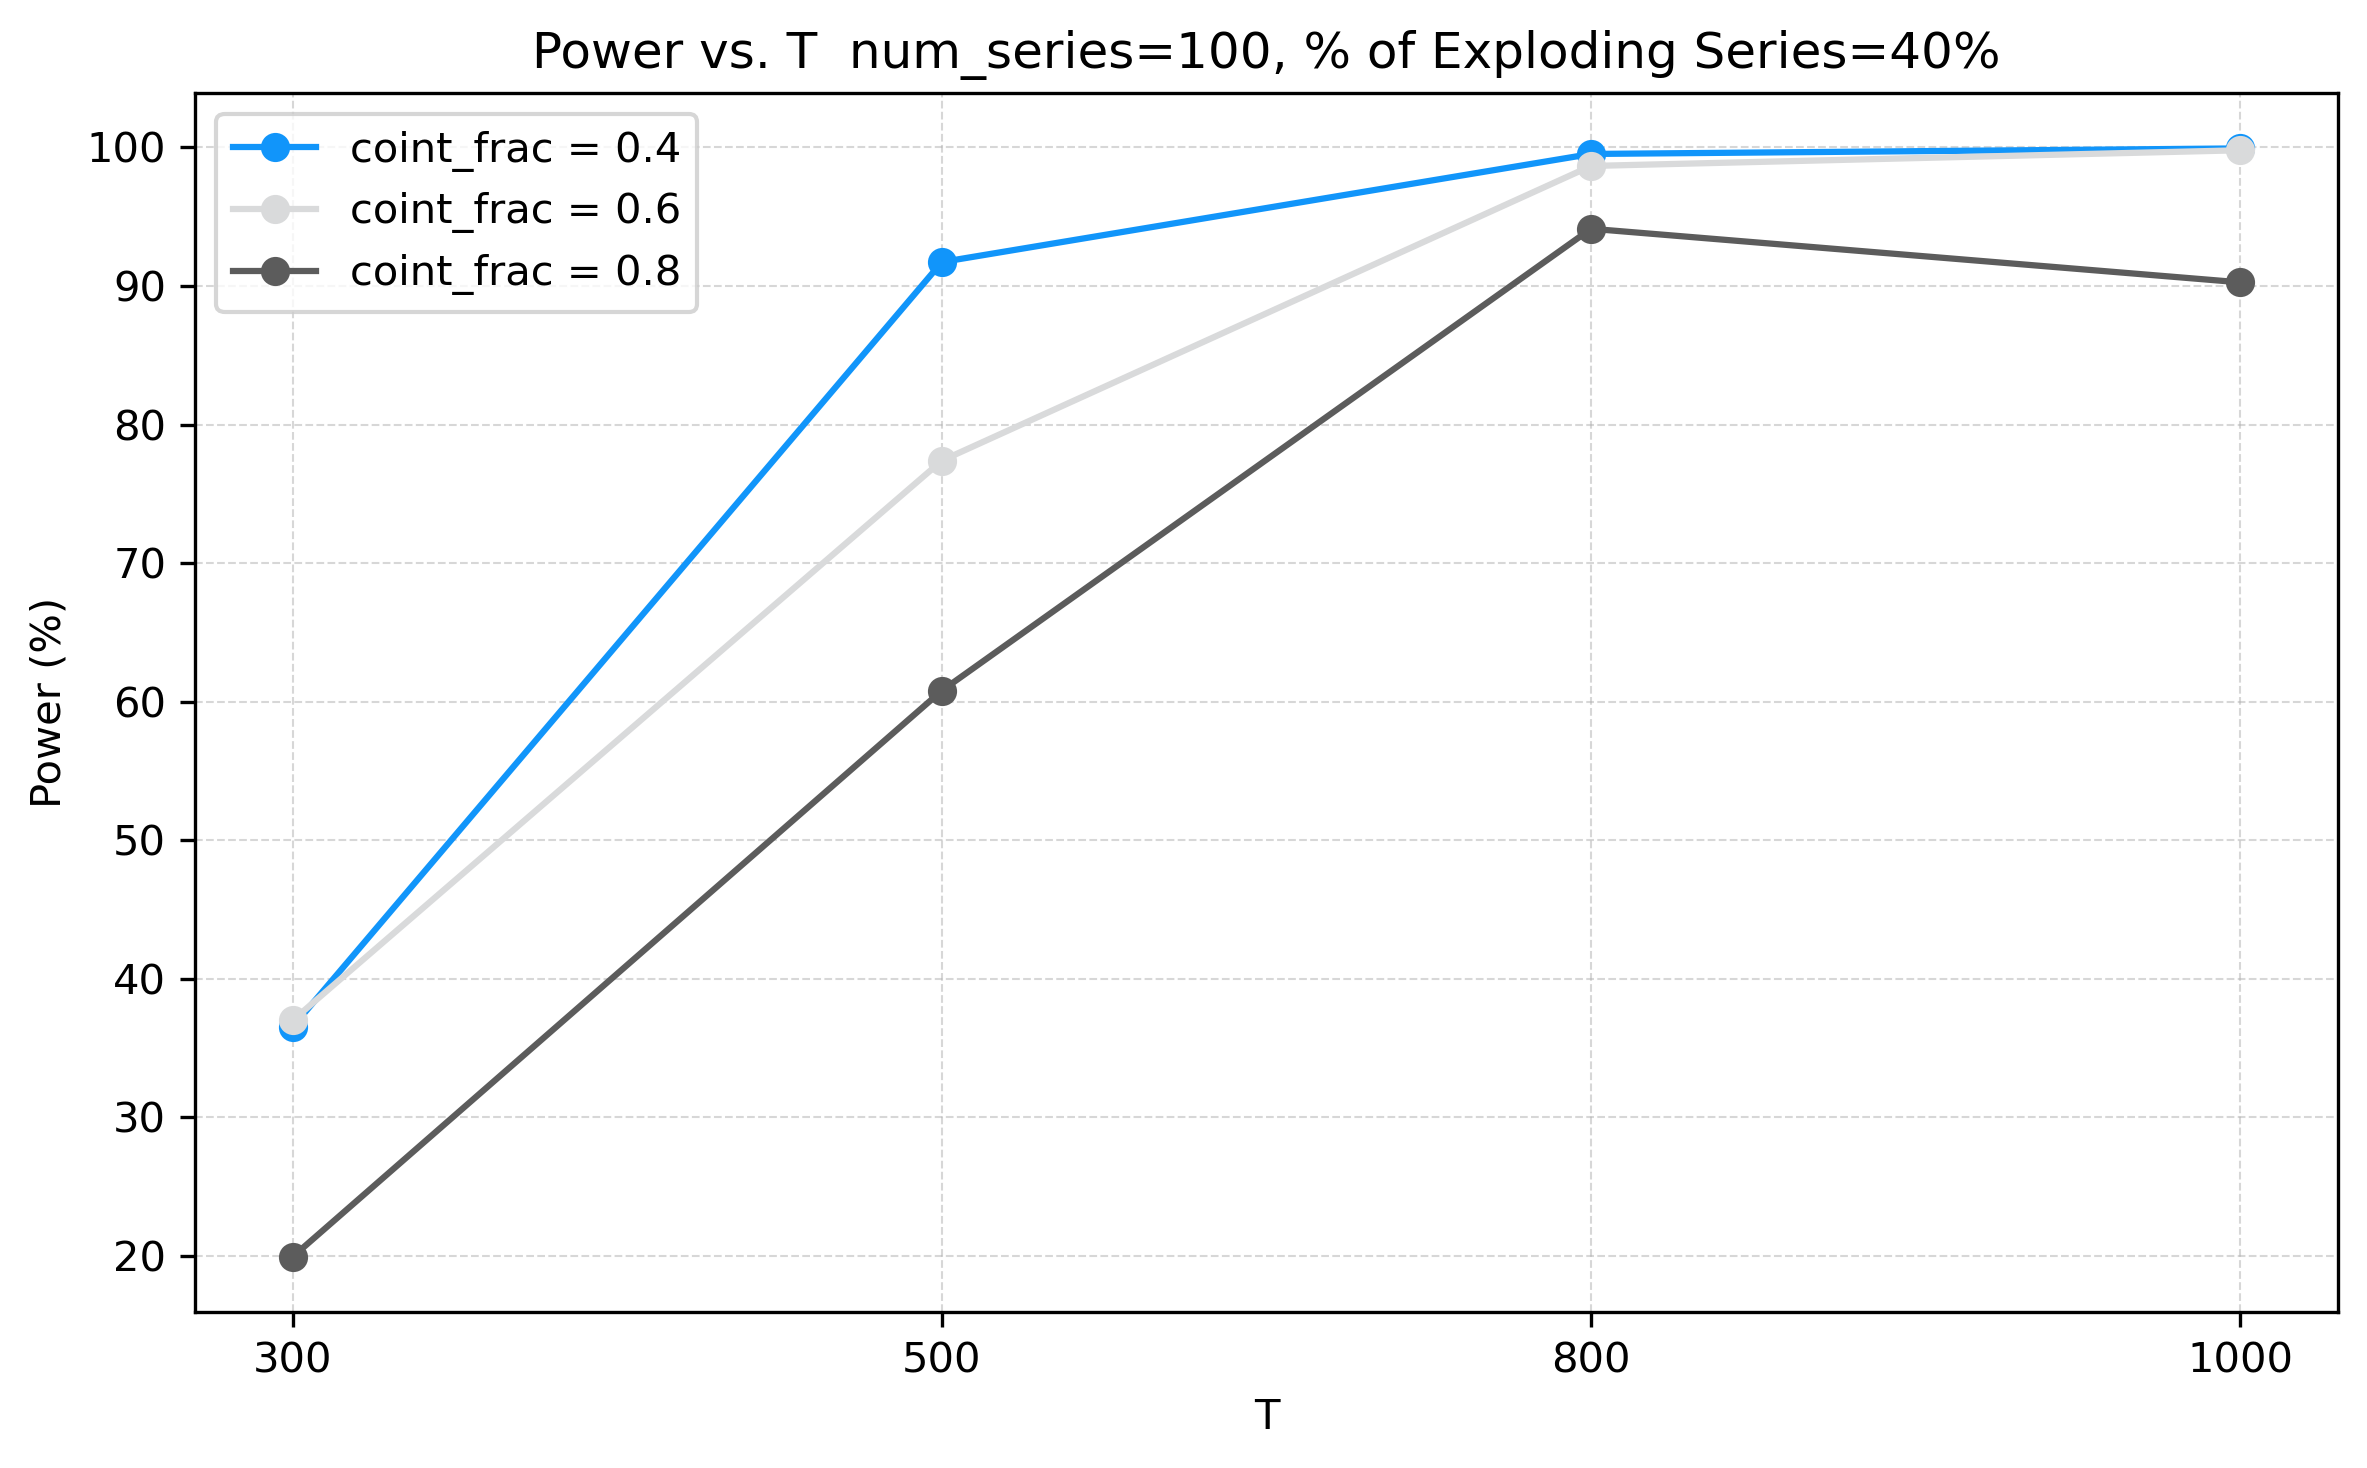 Power vs. T  num_series=100, % of Exploding Series=40%
coint_frac = 0.4
coint_frac = 0.6
coint_frac = 0.8
Power (%)
100
90
80
70
60
50
40
30
20
300 500 800 1000
T